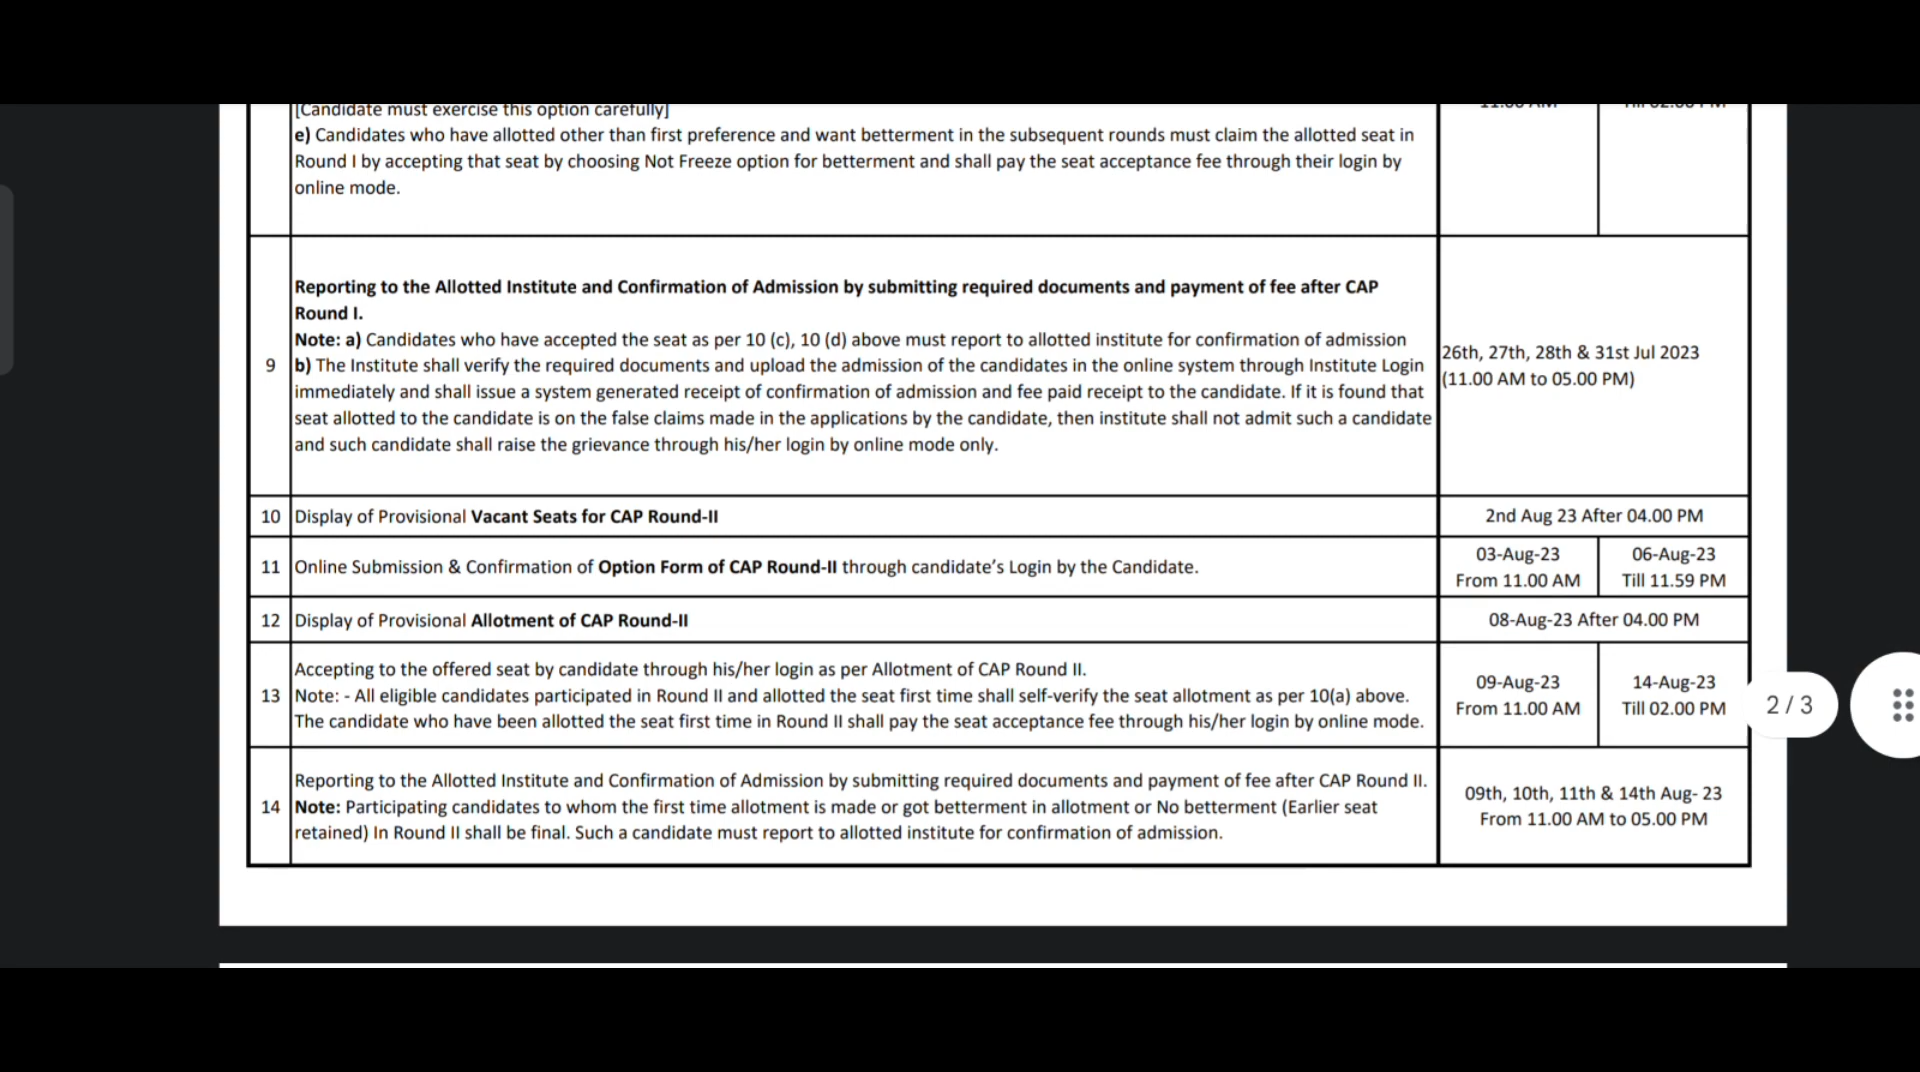 [Candidate must exercise this option carefully]
e) Candidates who have allotted other than first preference and want betterment in the subsequent rounds must claim the allotted seat in
Round I by accepting that seat by choosing Not Freeze option for betterment and shall pay the seat acceptance fee through their login by
online mode.
Reporting to the Allotted Institute and Confirmation of Admission by submitting required documents and payment of fee after CAP
Round I.
Note: a) Candidates who have accepted the seat as per 10 (c), 10 (d) above must report to allotted institute for confirmation of admission
9 b) The Institute shall verify the required documents and upload the admission of the candidates in the online system through Institute Login
immediately and shall issue a system generated receipt of confirmation of admission and fee paid receipt to the candidate. If it is found that
seat allotted to the candidate is on the false claims made in the applications by the candidate, then institute shall not admit such a candidate
and such candidate shall raise the grievance through his/her login by online mode only.
26th, 27th, 28th & 31st Jul 2023
(11.00 AM to 05.00 PM)
10 Display of Provisional Vacant Seats for CAP Round-II 2nd Aug 23 After 04.00 PM
11 Online Submission & Confirmation of Option Form of CAP Round-II through candidate's Login by the Candidate.
03-Aug-23
From 11.00 AM
06-Aug-23
Till 11.59 PM
12 Display of Provisional Allotment of CAP Round-II 08-Aug-23 After 04.00 PM
Accepting to the offered seat by candidate through his/her login as per Allotment of CAP Round II.
13 Note: - All eligible candidates participated in Round II and allotted the seat first time shall self-verify the seat allotment as per 10(a) above.
The candidate who have been allotted the seat first time in Round II shall pay the seat acceptance fee through his/her login by online mode.
09-Aug-23
From 11.00 AM
14-Aug-23
Till 02.00 PM
2 / 3
Reporting to the Allotted Institute and Confirmation of Admission by submitting required documents and payment of fee after CAP Round II.
14 Note: Participating candidates to whom the first time allotment is made or got betterment in allotment or No betterment (Earlier seat
retained) In Round II shall be final. Such a candidate must report to allotted institute for confirmation of admission.
09th, 10th, 11th & 14th Aug- 23
From 11.00 AM to 05.00 PM